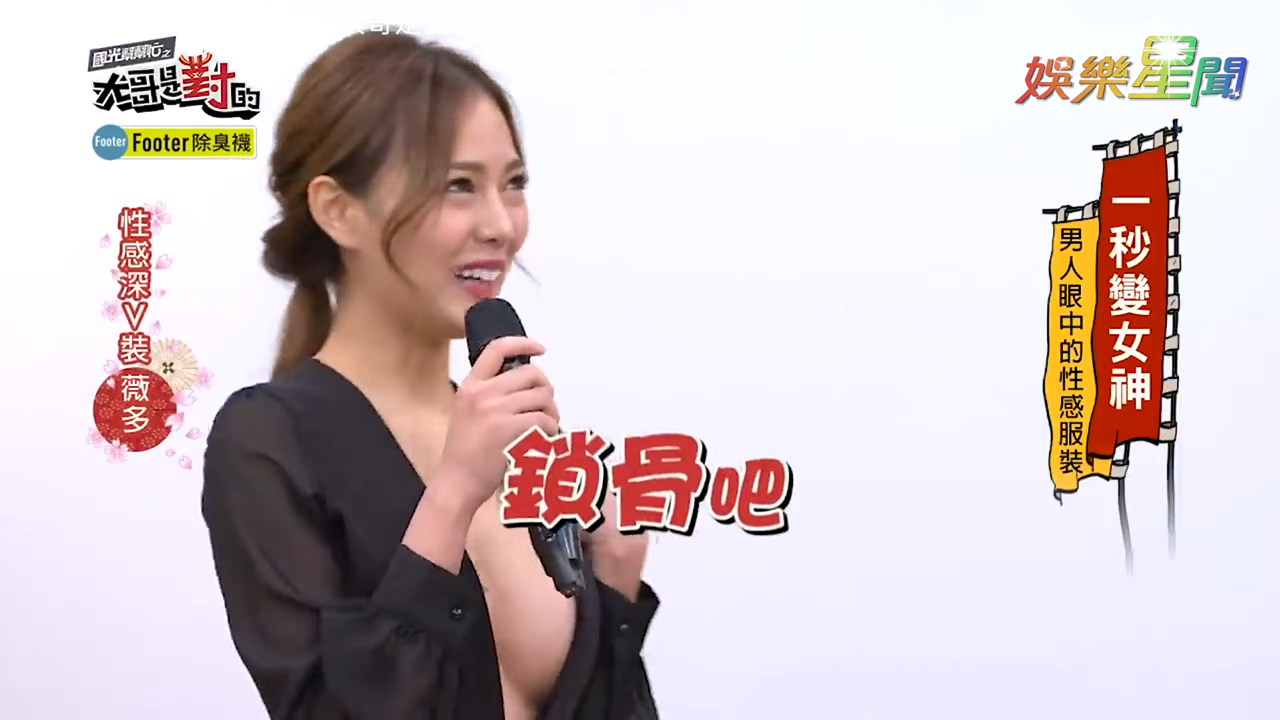 國光幫幫忙之
大哥是對的
Footer
Footer除臭襪
娛樂星聞
一秒變女神
男人眼中的性感服裝
性感深V裝
薇多
鎖骨吧